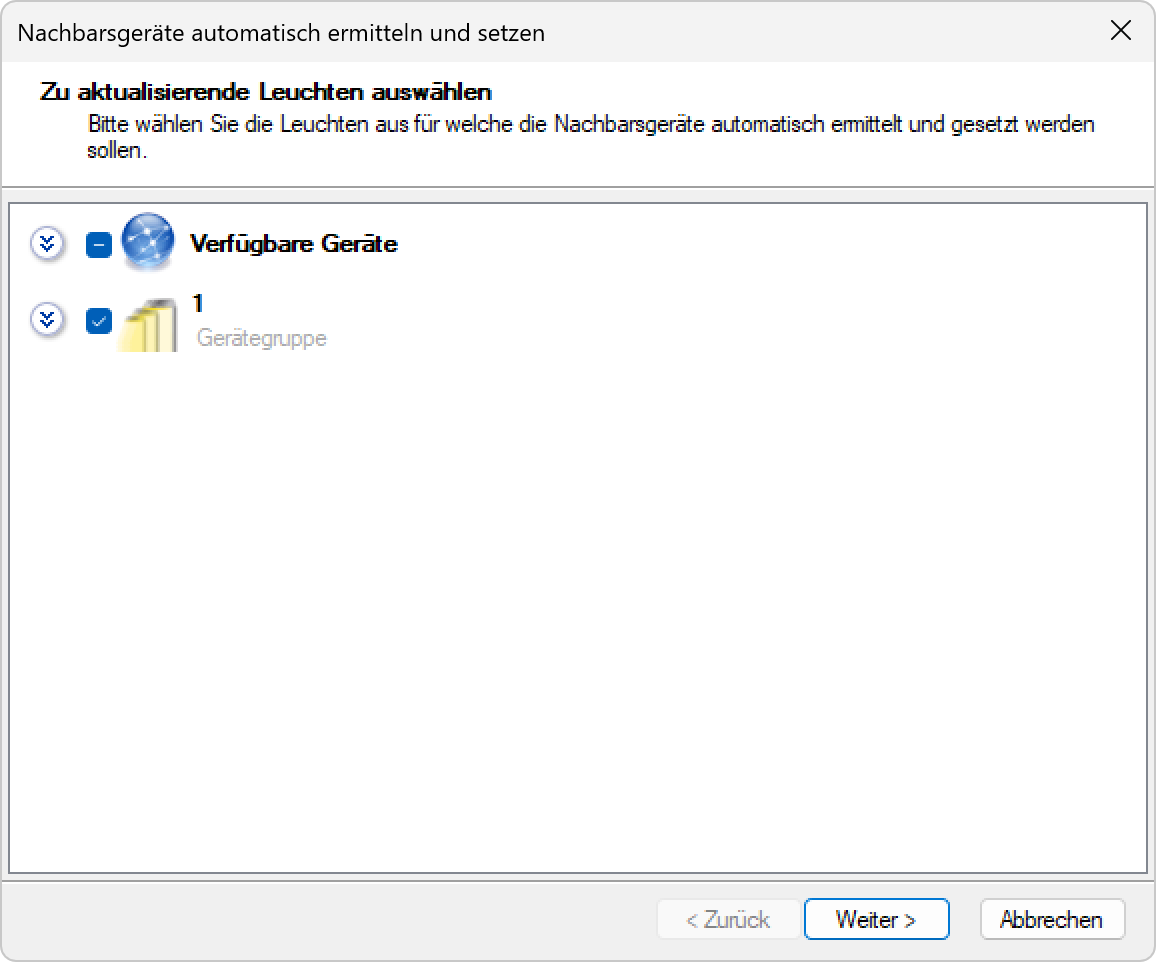 Nachbarsgeräte automatisch ermitteln und setzen
Zu aktualisierende Leuchten auswählen
Bitte wählen Sie die Leuchten aus für welche die Nachbarsgeräte automatisch ermittelt und gesetzt werden
sollen.
Verfügbare Geräte
1
Gerätegruppe
< Zurück
Weiter >
Abbrechen